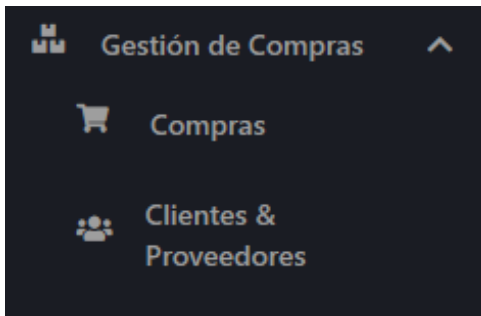 Gestión de Compras
Compras
Clientes &
Proveedores